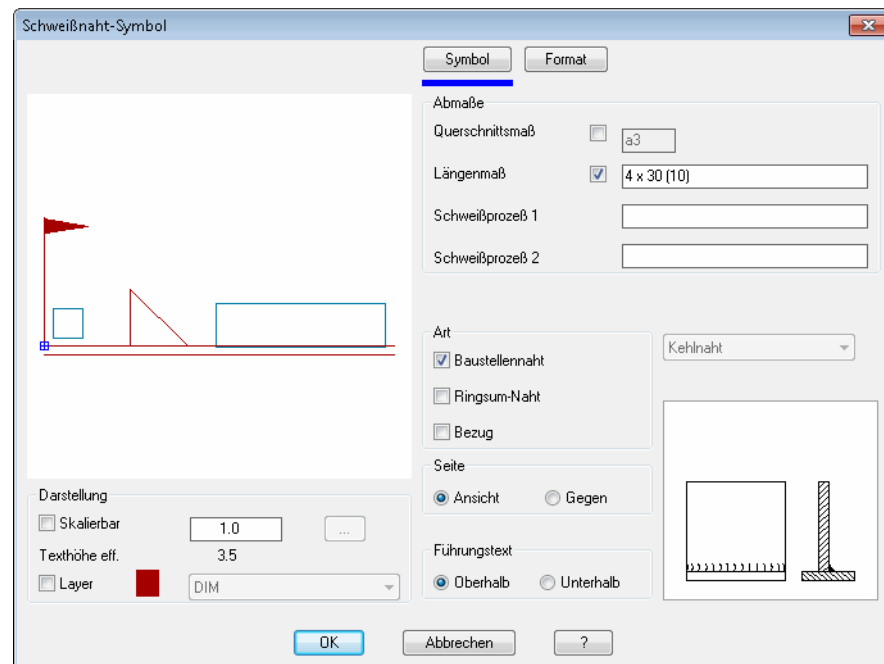 Schweißnaht-Symbol
Symbol Format
Abmaße
Querschnittsmaß a3
Längenmaß 4 x 30 (10)
Schweißprozeß 1
Schweißprozeß 2
Art
Baustellennaht
Ringsum-Naht
Bezug
Kehlnaht
Seite
Ansicht Gegen
Führungstext
Oberhalb Unterhalb
Darstellung
Skalierbar 1.0 ...
Texthöhe eff. 3.5
Layer DIM
OK Abbrechen ?